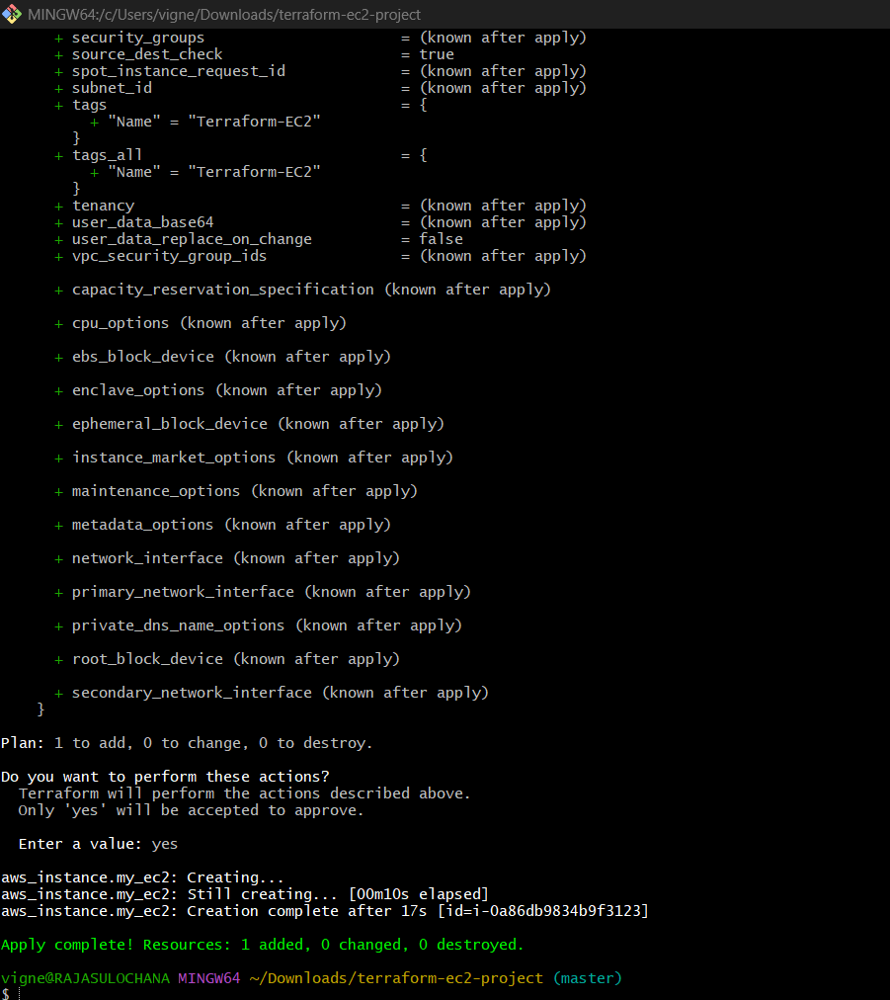 MINGW64:/c/Users/vigne/Downloads/terraform-ec2-project
+ security_groups = (known after apply)
+ source_dest_check = true
+ spot_instance_request_id = (known after apply)
+ subnet_id = (known after apply)
+ tags = {
+ "Name" = "Terraform-EC2"
}
+ tags_all = {
+ "Name" = "Terraform-EC2"
}
+ tenancy = (known after apply)
+ user_data_base64 = (known after apply)
+ user_data_replace_on_change = false
+ vpc_security_group_ids = (known after apply)
+ capacity_reservation_specification (known after apply)
+ cpu_options (known after apply)
+ ebs_block_device (known after apply)
+ enclave_options (known after apply)
+ ephemeral_block_device (known after apply)
+ instance_market_options (known after apply)
+ maintenance_options (known after apply)
+ metadata_options (known after apply)
+ network_interface (known after apply)
+ primary_network_interface (known after apply)
+ private_dns_name_options (known after apply)
+ root_block_device (known after apply)
+ secondary_network_interface (known after apply)
}
Plan: 1 to add, 0 to change, 0 to destroy.
Do you want to perform these actions?
Terraform will perform the actions described above.
Only 'yes' will be accepted to approve.
Enter a value: yes
aws_instance.my_ec2: Creating...
aws_instance.my_ec2: Still creating... [00m10s elapsed]
aws_instance.my_ec2: Creation complete after 17s [id=i-0a86db9834b9f3123]
Apply complete! Resources: 1 added, 0 changed, 0 destroyed.
vigne@RAJASULOCHANA MINGW64 ~/Downloads/terraform-ec2-project (master)
$